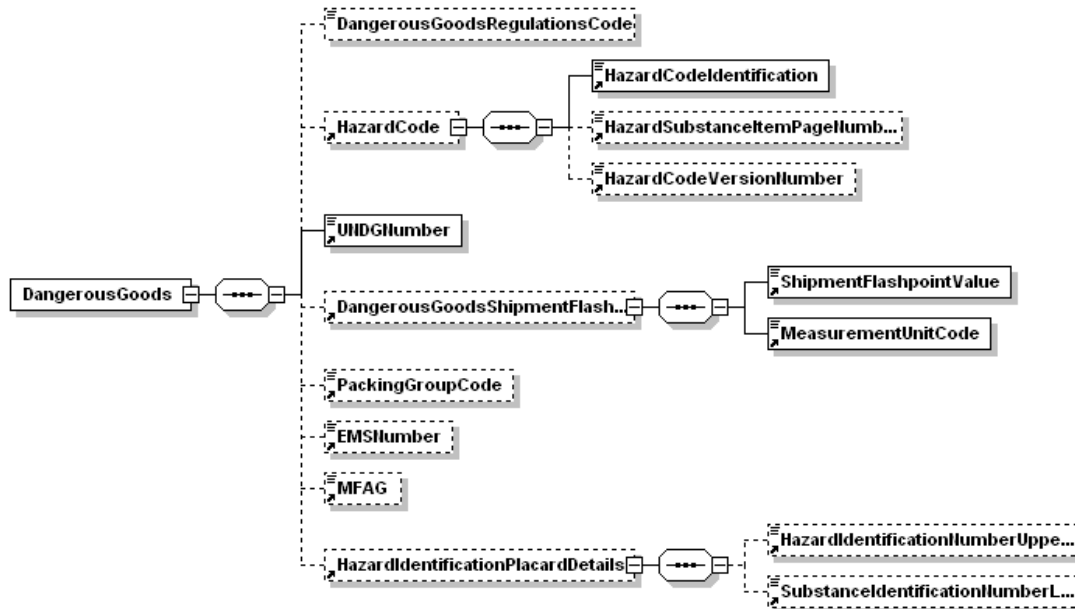 DangerousGoodsRegulationsCode
HazardCodeIdentification
HazardCode
HazardSubstanceItemPageNumb...
HazardCodeVersionNumber
UNDGNumber
DangerousGoods
ShipmentFlashpointValue
DangerousGoodsShipmentFlash...
MeasurementUnitCode
PackingGroupCode
EMSNumber
MFAG
HazardIdentificationNumberUppe...
HazardIdentificationPlacardDetails
SubstanceIdentificationNumberL...